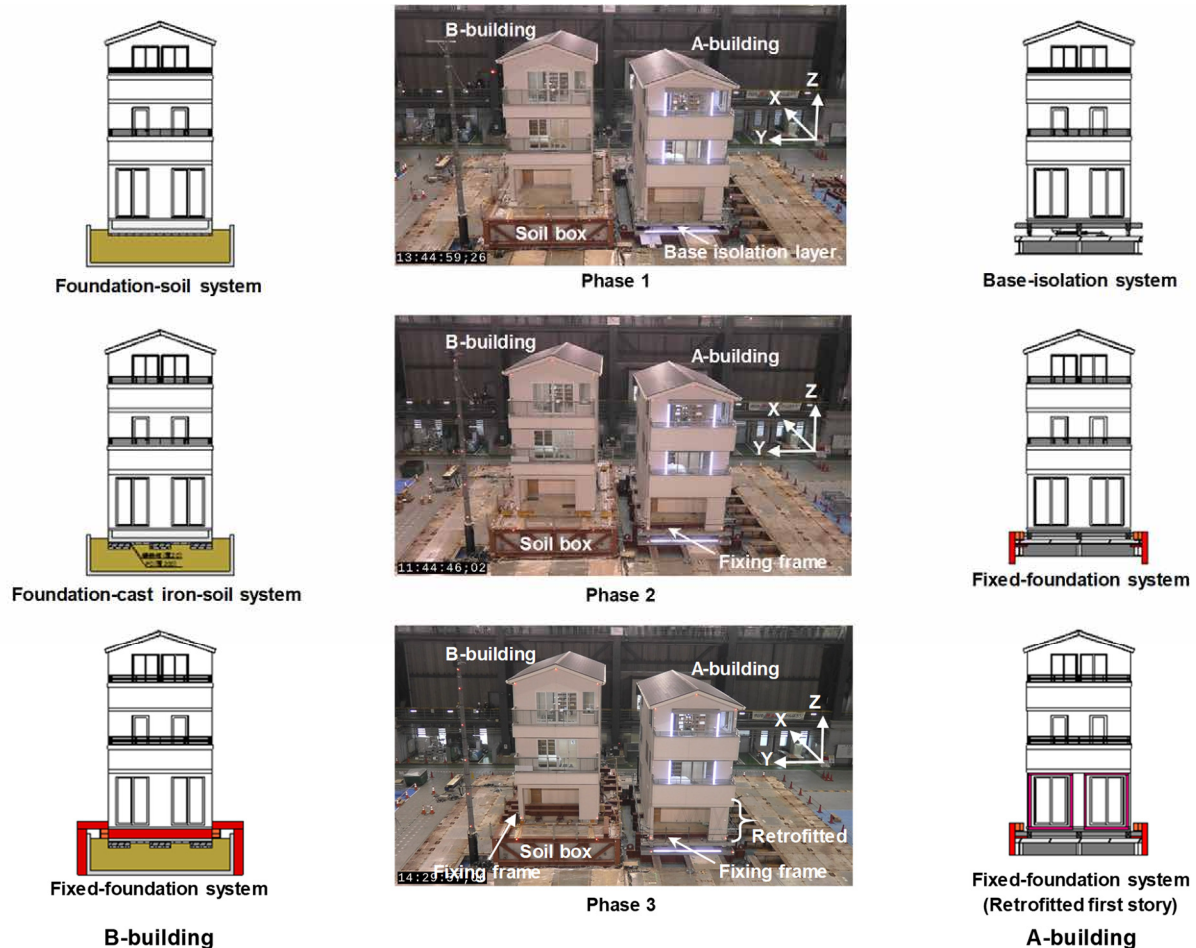 B-building
A-building
Z
X
Y
Soil box
Base isolation layer
13:44:59;26
Foundation-soil system
Phase 1
Base-isolation system
B-building
A-building
Z
X
Y
Soil box
Fixing frame
11:44:46;02
Foundation-cast iron-soil system
Phase 2
Fixed-foundation system
B-building
A-building
Z
X
Y
Retrofitted
Soil box
Fixing frame
Fixing frame
Fixed-foundation system
Phase 3
Fixed-foundation system
(Retrofitted first story)
B-building
A-building